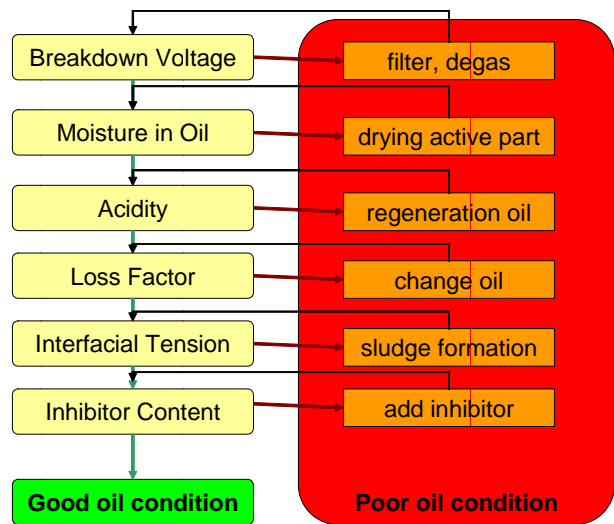 Breakdown Voltage
filter, degas
Moisture in Oil
drying active part
Acidity
regeneration oil
Loss Factor
change oil
Interfacial Tension
sludge formation
Inhibitor Content
add inhibitor
Good oil condition
Poor oil condition